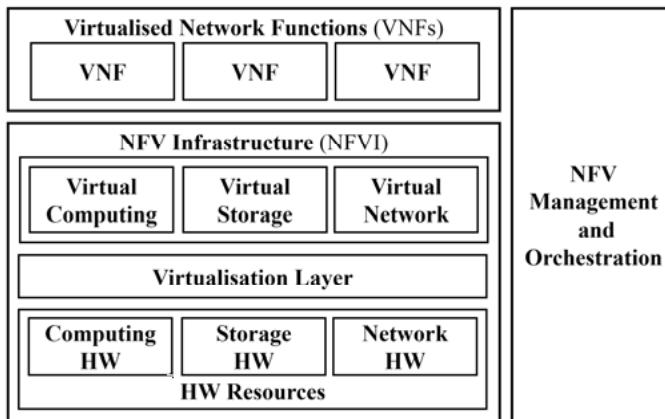 Virtualised Network Functions (VNFs)
VNF VNF VNF
NFV Infrastructure (NFVI)
Virtual Computing
Virtual Storage
Virtual Network
Virtualisation Layer
Computing HW
Storage HW
Network HW
HW Resources
NFV
Management
and
Orchestration